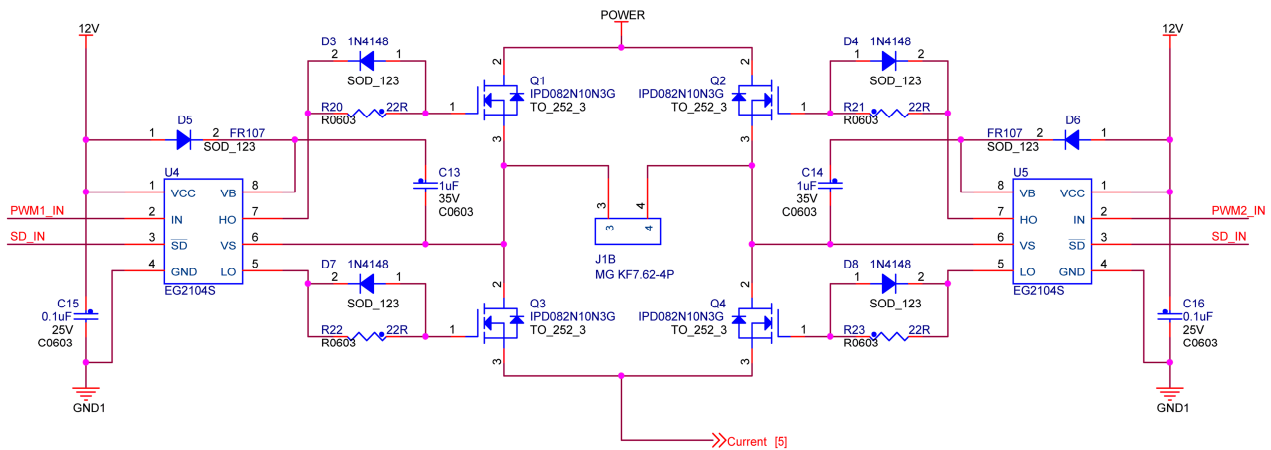 POWER
12V
12V
D3 1N4148
2 1
SOD_123
D4 1N4148
1 2
SOD_123
2
Q1
IPD082N10N3G
TO_252_3
1
3
2
Q2
IPD082N10N3G
TO_252_3
1
3
R20 22R
R0603
R21 22R
R0603
D5
1 2 FR107
SOD_123
D6
FR107 2 1
SOD_123
C13
1uF
35V
C0603
C14
1uF
35V
C0603
U4
1 VCC VB 8
2 IN HO 7
3 SD VS 6
4 GND LO 5
EG2104S
PWM1_IN
SD_IN
U5
8 VB VCC 1
7 HO IN 2
6 VS SD 3
5 LO GND 4
EG2104S
PWM2_IN
SD_IN
3 4
3 4
J1B
MG KF7.62-4P
D7 1N4148
2 1
SOD_123
D8 1N4148
1 2
SOD_123
2
Q3
IPD082N10N3G
TO_252_3
1
3
2
Q4
IPD082N10N3G
TO_252_3
1
3
R22 22R
R0603
R23 22R
R0603
C15
0.1uF
25V
C0603
C16
0.1uF
25V
C0603
GND1
GND1
Current [5]